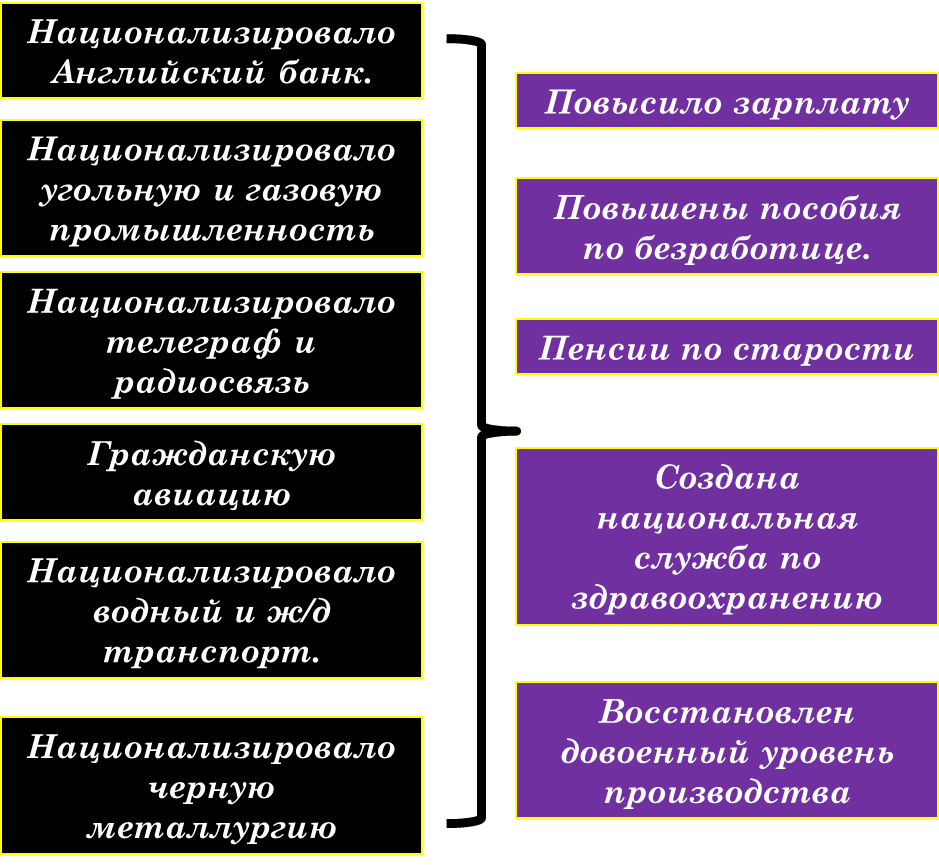 Национализировало
Английский банк.
Национализировало
угольную и газовую
промышленность
Национализировало
телеграф и
радиосвязь
Гражданскую
авиацию
Национализировало
водный и ж/д
транспорт.
Национализировало
черную
металлургию
Повысило зарплату
Повышены пособия
по безработице.
Пенсии по старости
Создана
национальная
служба по
здравоохранению
Восстановлен
довоенный уровень
производства